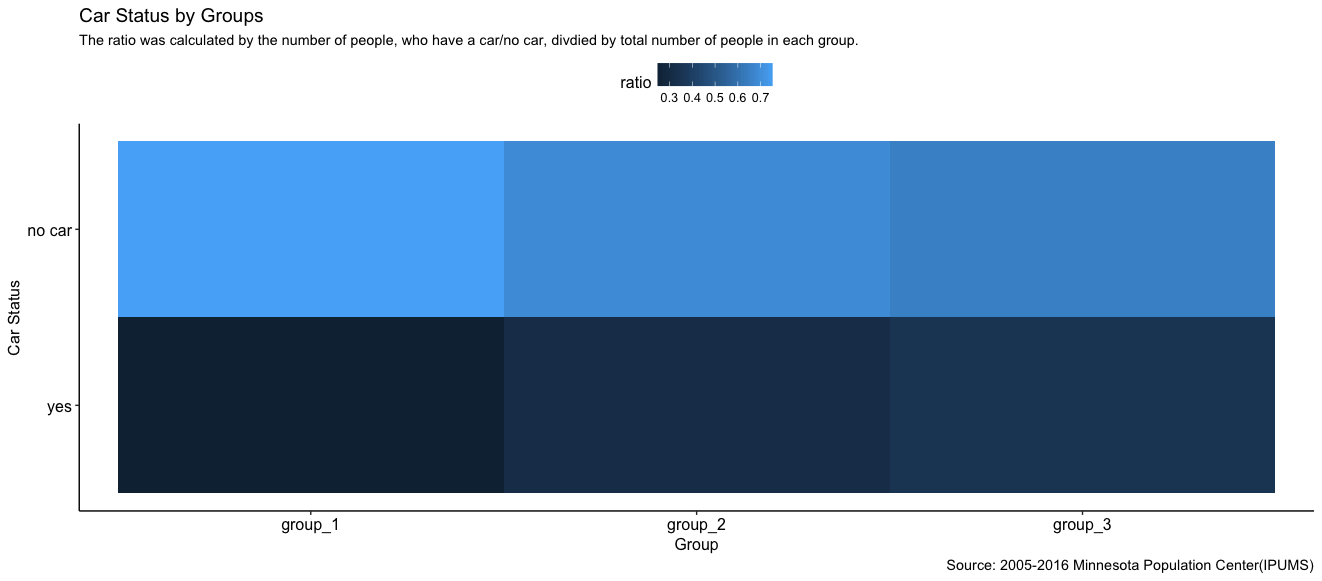 Car Status by Groups
The ratio was calculated by the number of people, who have a car/no car, divdied by total number of people in each group.
ratio
0.3 0.4 0.5 0.6 0.7
no car
Car Status
yes
group_1 group_2 group_3
Group
Source: 2005-2016 Minnesota Population Center(IPUMS)